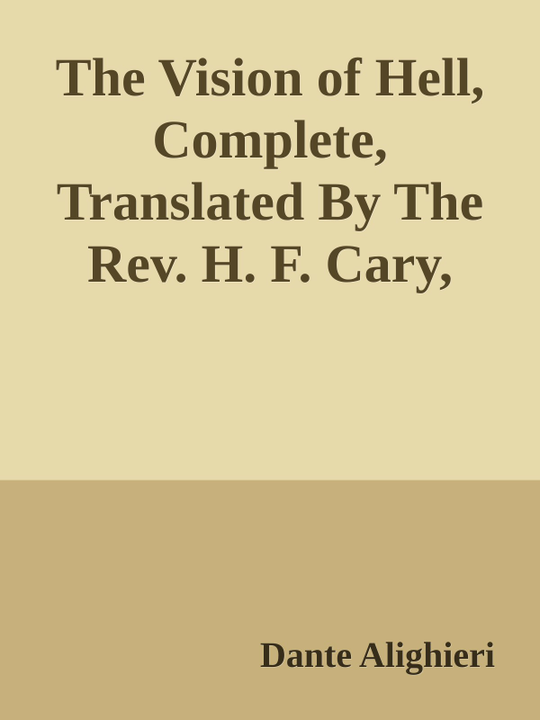 The Vision of Hell,
Complete,
Translated By The
Rev. H. F. Cary,
Dante Alighieri